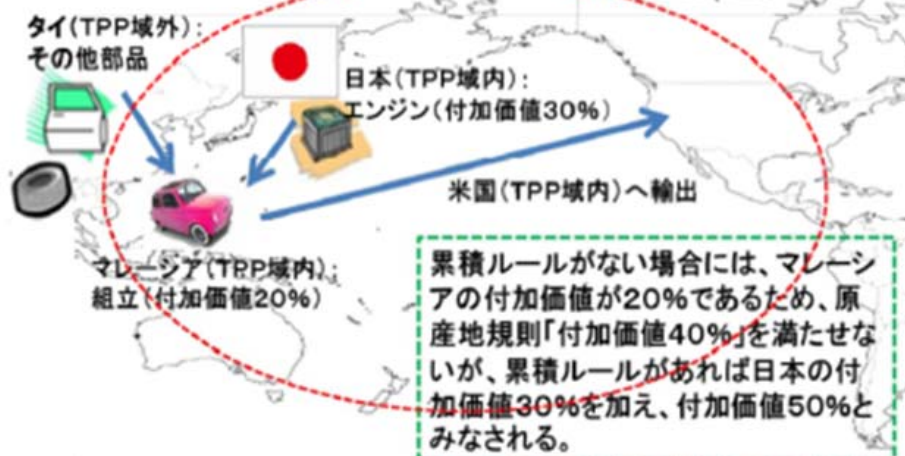 タイ(TPP域外):
その他部品
日本(TPP域内):
エンジン(付加価値30%)
米国(TPP域内)へ輸出
マレーシア(TPP域内):
組立(付加価値20%)
累積ルールがない場合には、マレーシ
アの付加価値が20%であるため、原
産地規則「付加価値40%」を満たせな
いが、累積ルールがあれば日本の付
加価値30%を加え、付加価値50%と
みなされる。